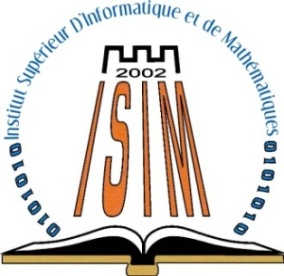 0101010 Institut Supérieur D'Informatique et de Mathématiques 0101010
2002
ISIM